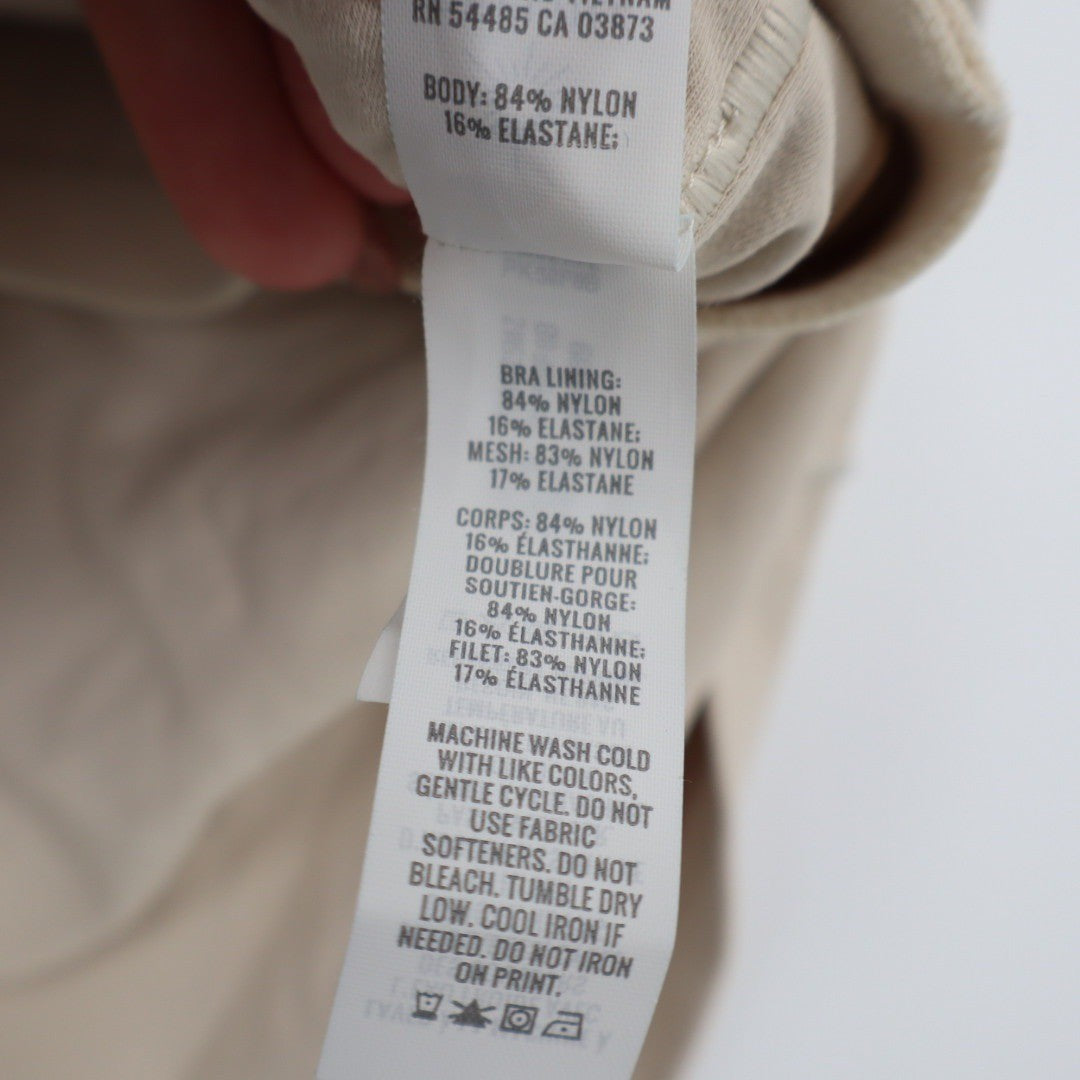 VIETNAM
RN 54485 CA 03873
BODY: 84% NYLON
16% ELASTANE;
BRA LINING:
84% NYLON
16% ELASTANE;
MESH: 83% NYLON
17% ELASTANE
CORPS: 84% NYLON
16% ÉLASTHANNE;
DOUBLURE POUR
SOUTIEN-GORGE:
84% NYLON
16% ÉLASTHANNE;
FILET: 83% NYLON
17% ÉLASTHANNE
MACHINE WASH COLD
WITH LIKE COLORS,
GENTLE CYCLE. DO NOT
USE FABRIC
SOFTENERS. DO NOT
BLEACH. TUMBLE DRY
LOW. COOL IRON IF
NEEDED. DO NOT IRON
ON PRINT.